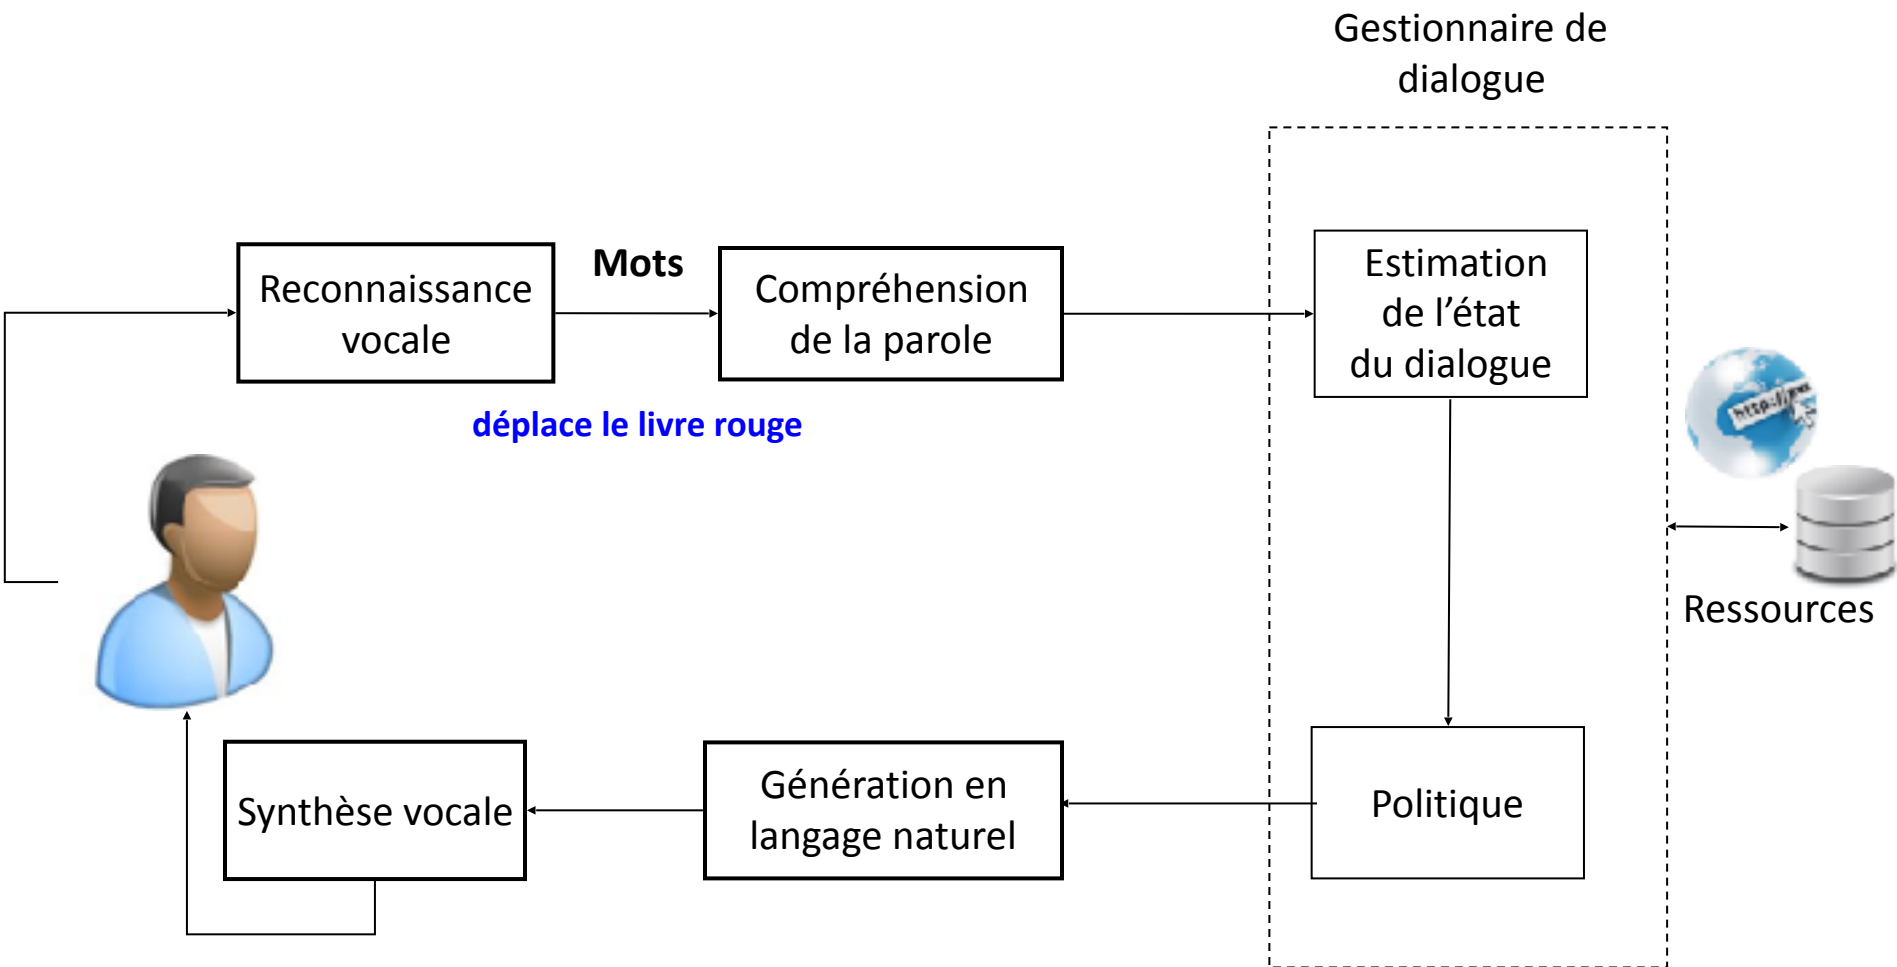 Gestionnaire de
dialogue
Reconnaissance
vocale
Mots
Compréhension
de la parole
Estimation
de l’état
du dialogue
déplace le livre rouge
http://
Ressources
Synthèse vocale
Génération en
langage naturel
Politique